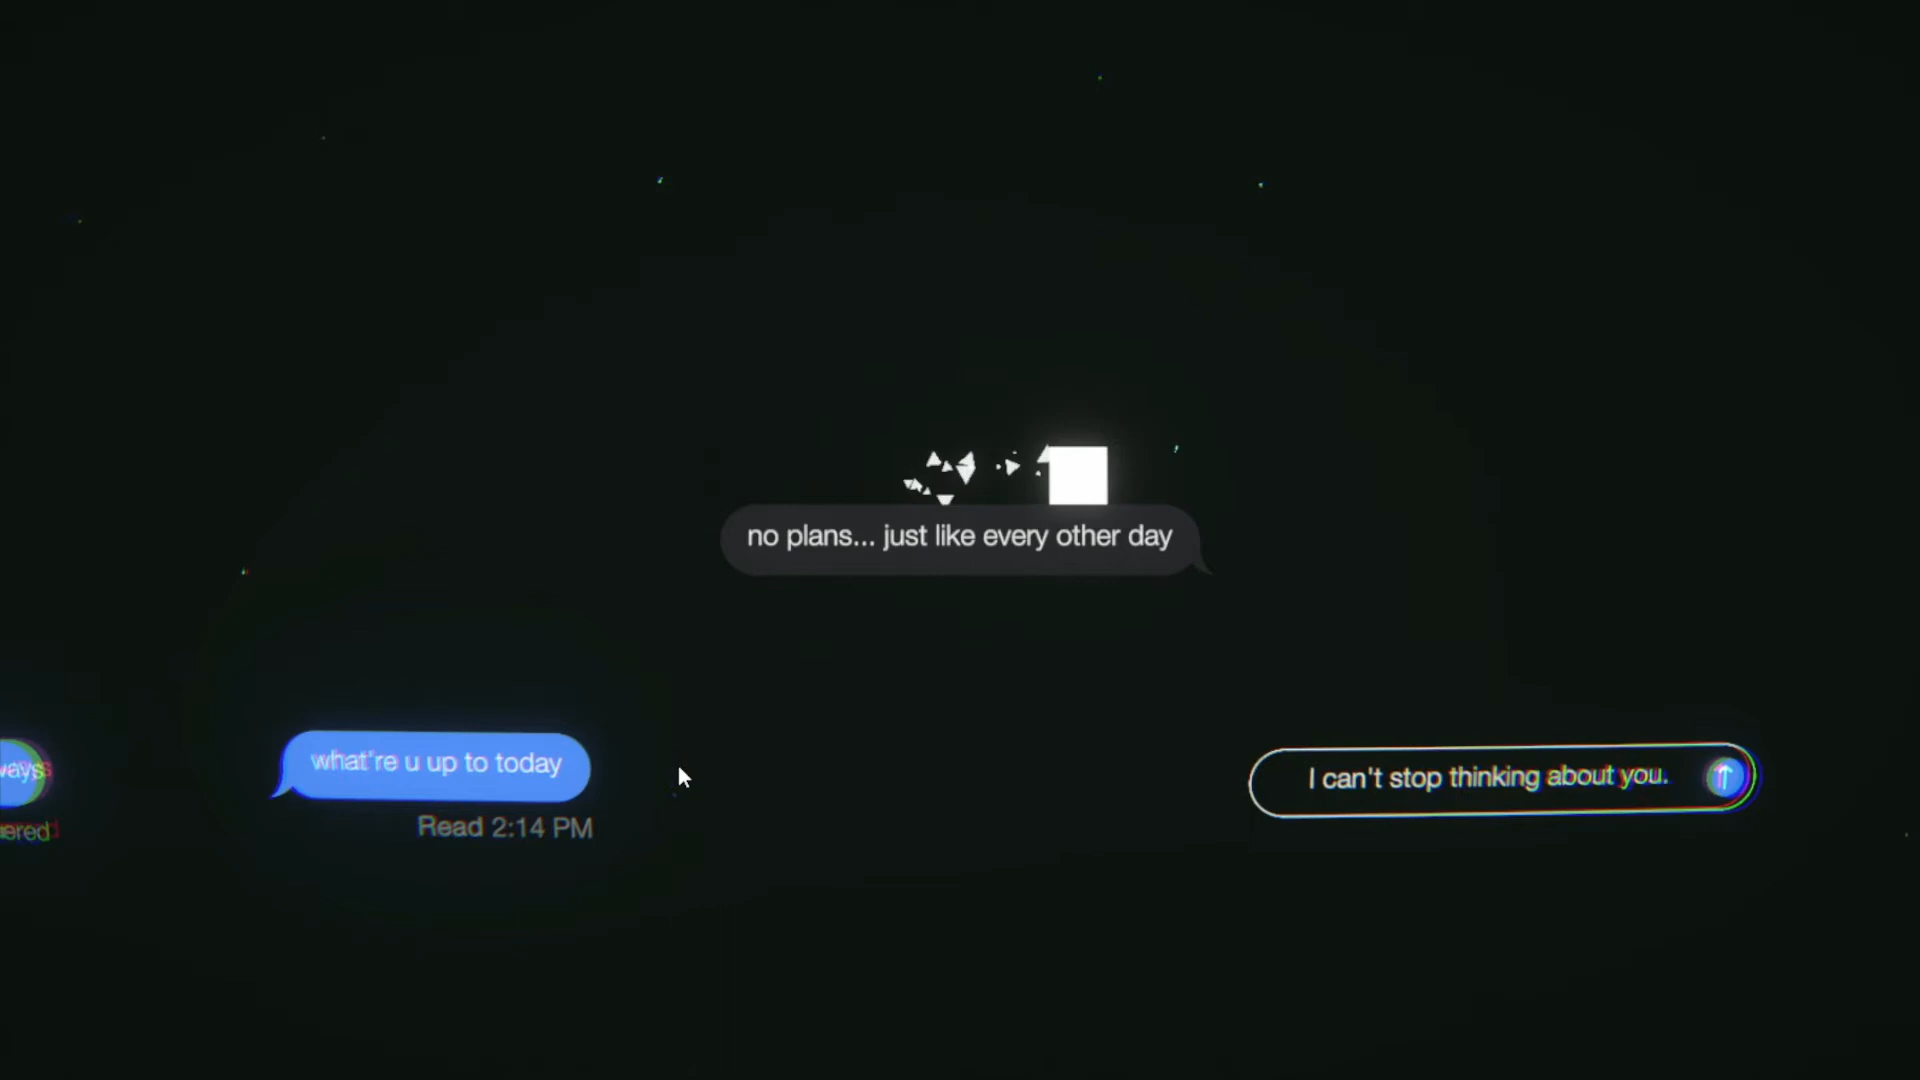 no plans... just like every other day
what're u up to today
Read 2:14 PM
I can't stop thinking about you.